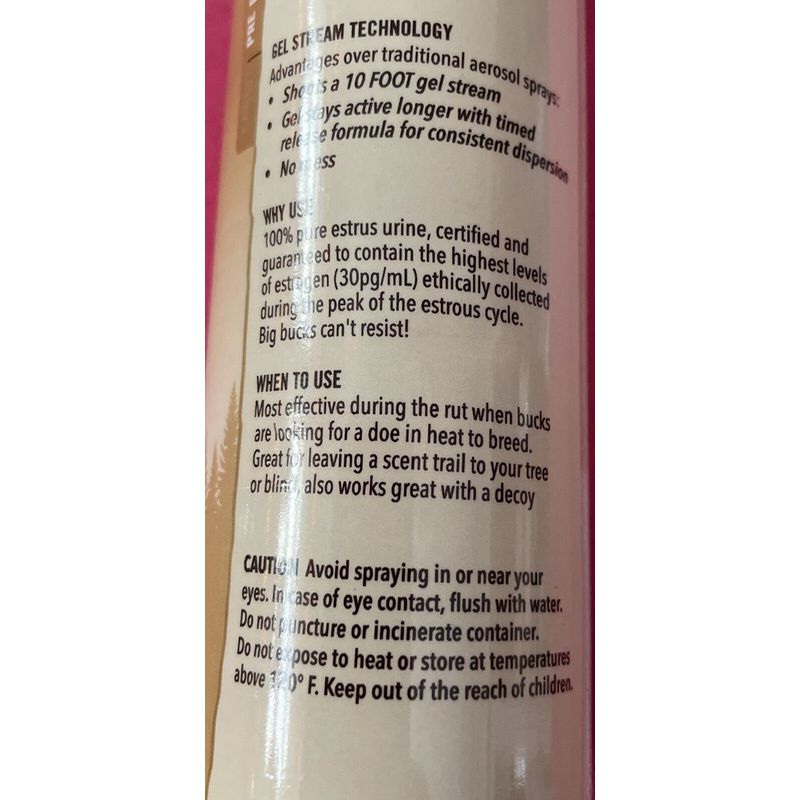 PRE
GEL STREAM TECHNOLOGY
Advantages over traditional aerosol sprays:
• Shoots a 10 FOOT gel stream
• Gel stays active longer with timed
release formula for consistent dispersion
• No mess
WHY USE
100% pure estrus urine, certified and
guaranteed to contain the highest levels
of estrogen (30pg/mL) ethically collected
during the peak of the estrous cycle.
Big bucks can't resist!
WHEN TO USE
Most effective during the rut when bucks
are looking for a doe in heat to breed.
Great for leaving a scent trail to your tree
or blind, also works great with a decoy
CAUTION Avoid spraying in or near your
eyes. In case of eye contact, flush with water.
Do not puncture or incinerate container.
Do not expose to heat or store at temperatures
above 120° F. Keep out of the reach of children.